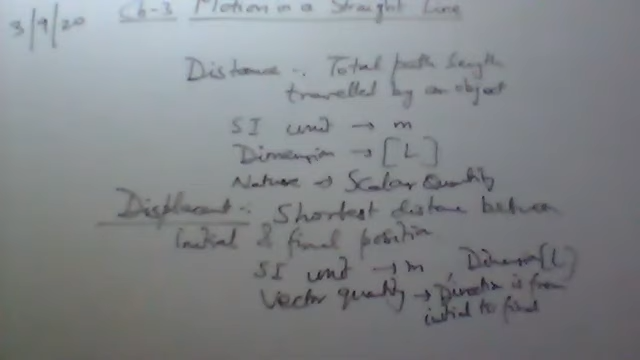 3/9/20 Ch-3 Motion in a Straight Line
Distance :. Total path length
travelled by an object
SI unit → m
Dimension → [L]
Nature → Scalar Quantity
Displacent :. Shortest distance between
initial & final position
SI unit → m Dimension [L]
Vector quantity → Direction is from
initial to final